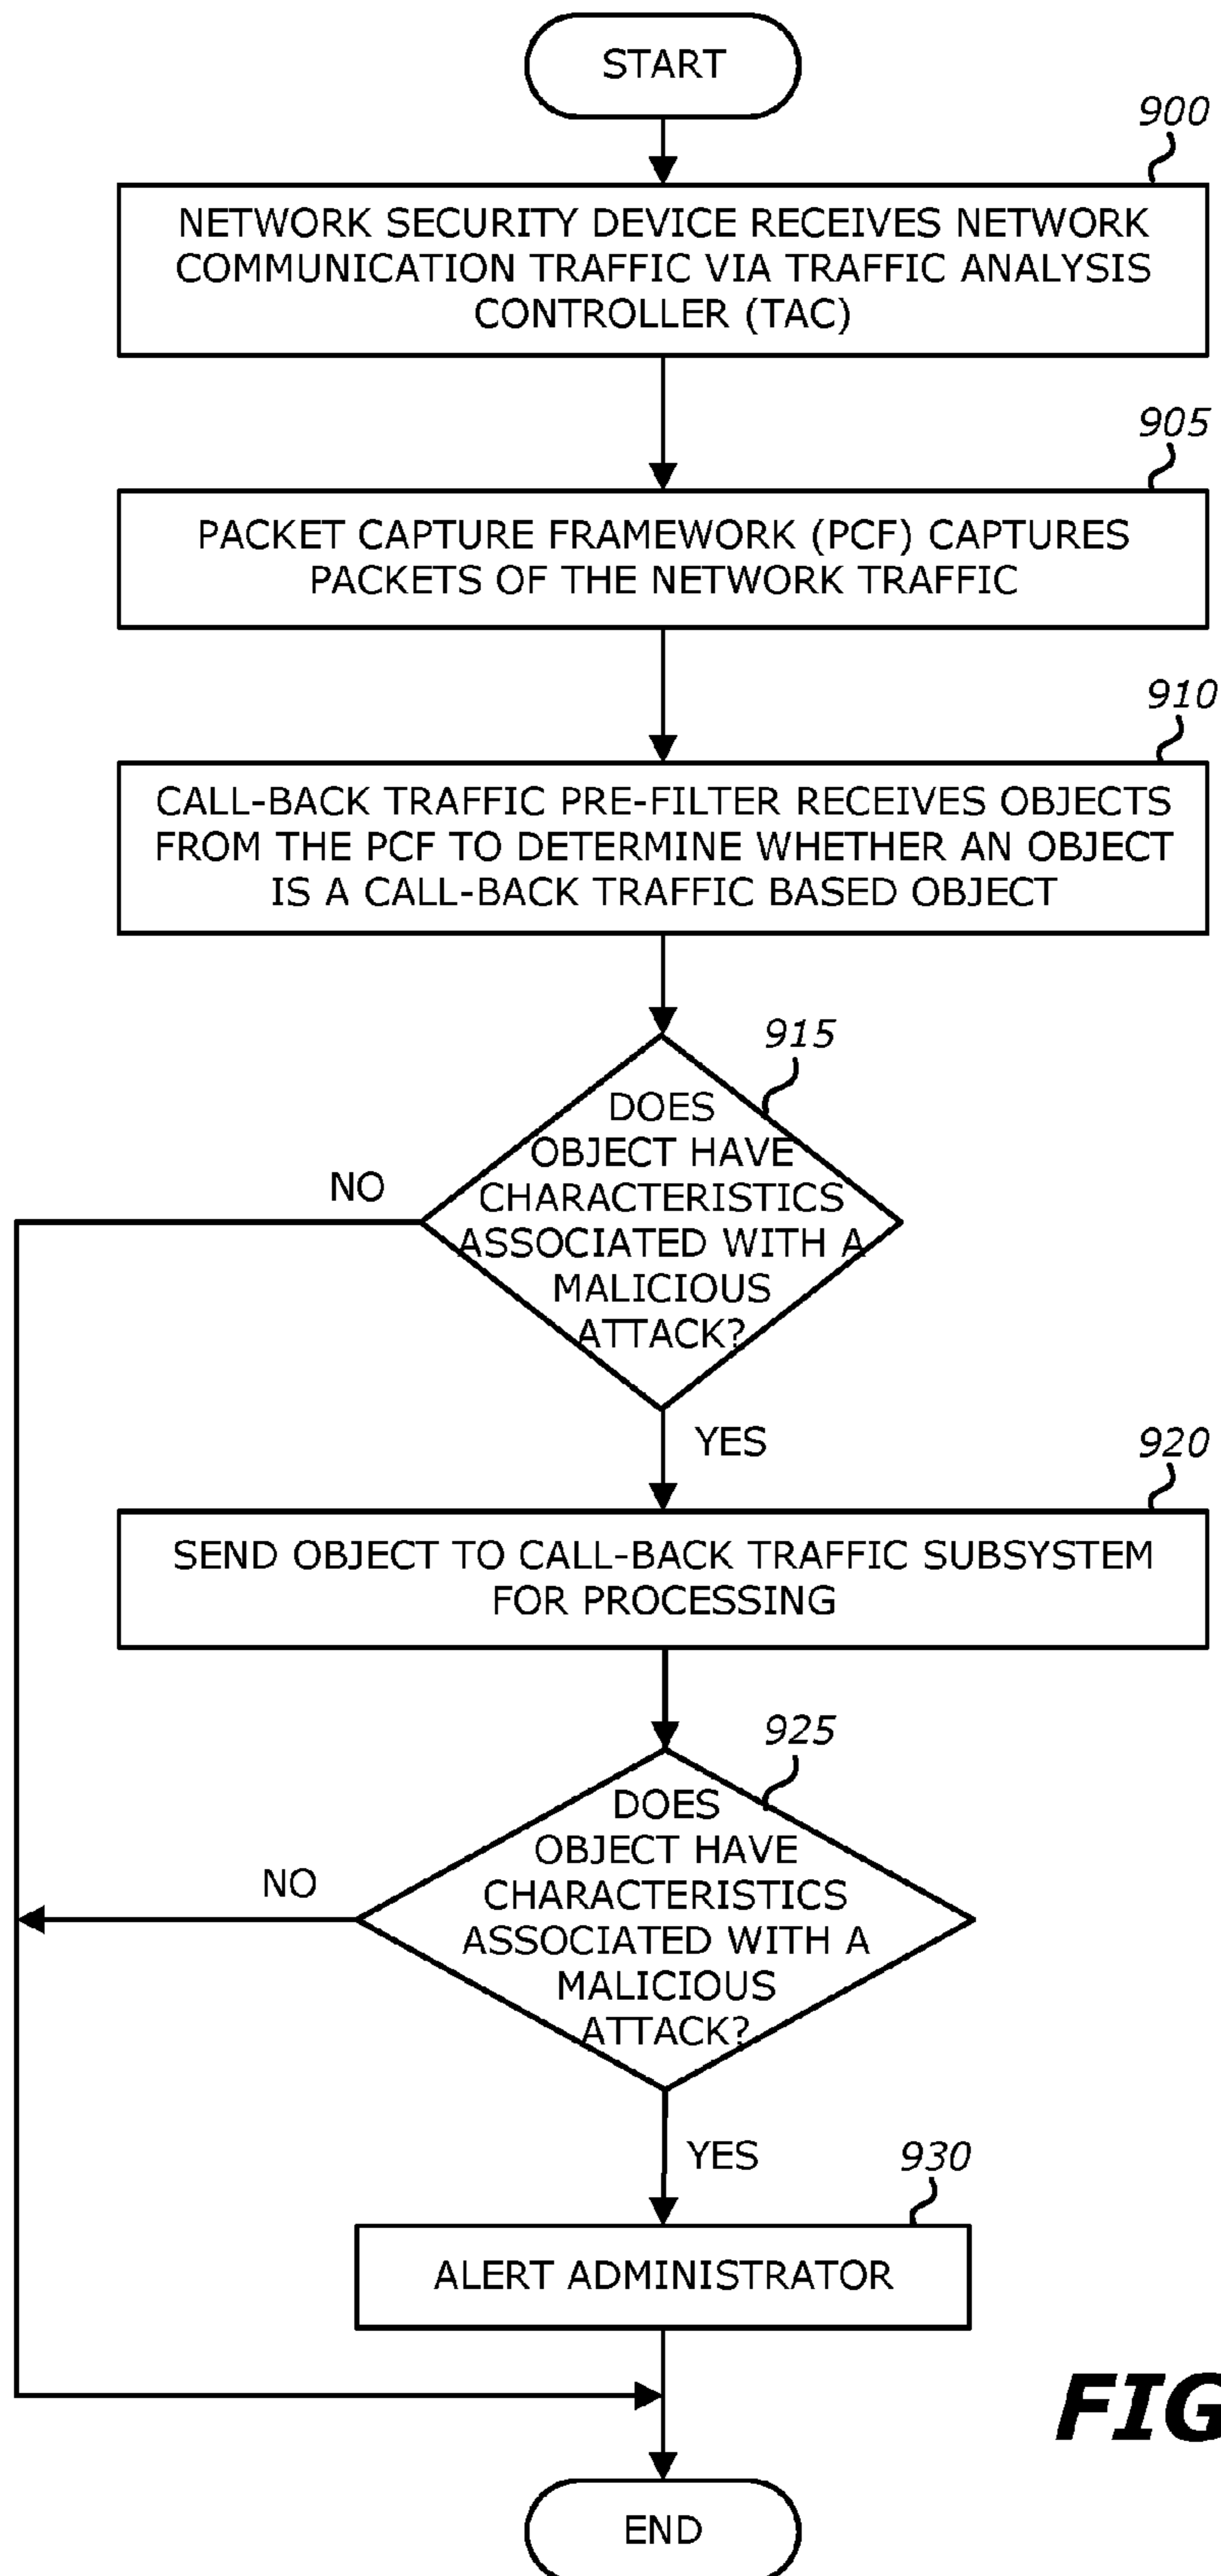 START
900
NETWORK SECURITY DEVICE RECEIVES NETWORK
COMMUNICATION TRAFFIC VIA TRAFFIC ANALYSIS
CONTROLLER (TAC)
905
PACKET CAPTURE FRAMEWORK (PCF) CAPTURES
PACKETS OF THE NETWORK TRAFFIC
910
CALL-BACK TRAFFIC PRE-FILTER RECEIVES OBJECTS
FROM THE PCF TO DETERMINE WHETHER AN OBJECT
IS A CALL-BACK TRAFFIC BASED OBJECT
915
DOES
OBJECT HAVE
CHARACTERISTICS
ASSOCIATED WITH A
MALICIOUS
ATTACK?
NO
YES
920
SEND OBJECT TO CALL-BACK TRAFFIC SUBSYSTEM
FOR PROCESSING
925
DOES
OBJECT HAVE
CHARACTERISTICS
ASSOCIATED WITH A
MALICIOUS
ATTACK?
NO
YES
930
ALERT ADMINISTRATOR
FIG
END